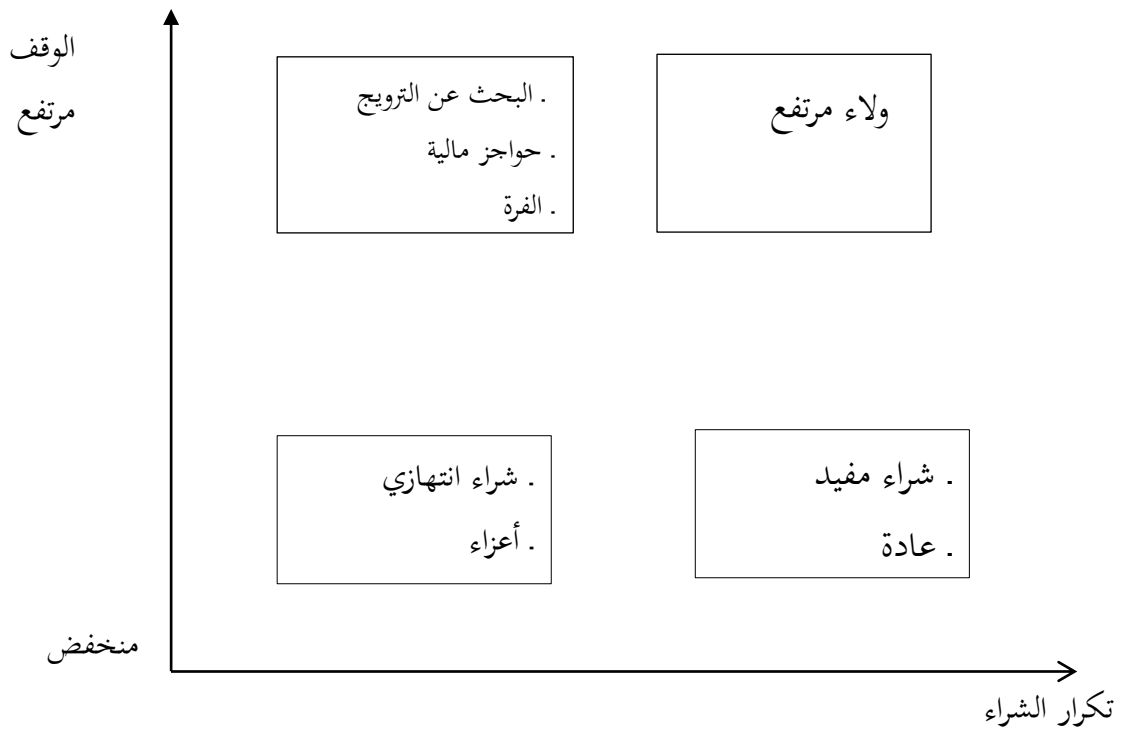 الوقف
مرتفع
ولاء مرتفع
. البحث عن الترويج
. حواجز مالية
. الفرة
. شراء مفيد
. عادة
. شراء انتهازي
. أعزاء
منخفض
تكرار الشراء